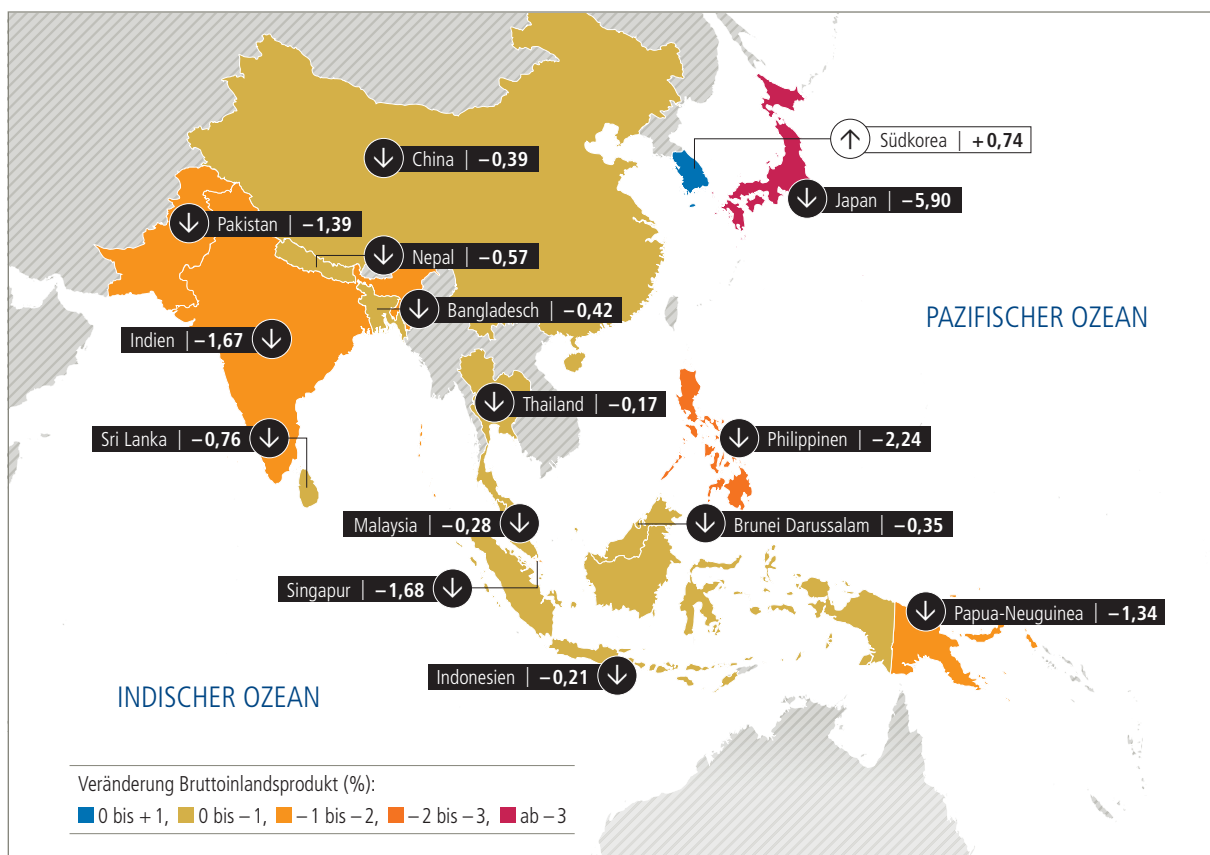 Südkorea | +0,74
China | −0,39
Japan | −5,90
Pakistan | −1,39
Nepal | −0,57
Bangladesch | −0,42
PAZIFISCHER OZEAN
Indien | −1,67
Thailand | −0,17
Sri Lanka | −0,76
Philippinen | −2,24
Malaysia | −0,28
Brunei Darussalam | −0,35
Singapur | −1,68
Papua-Neuguinea | −1,34
Indonesien | −0,21
INDISCHER OZEAN
Veränderung Bruttoinlandsprodukt (%):
0 bis +1, 0 bis −1, −1 bis −2, −2 bis −3, ab −3